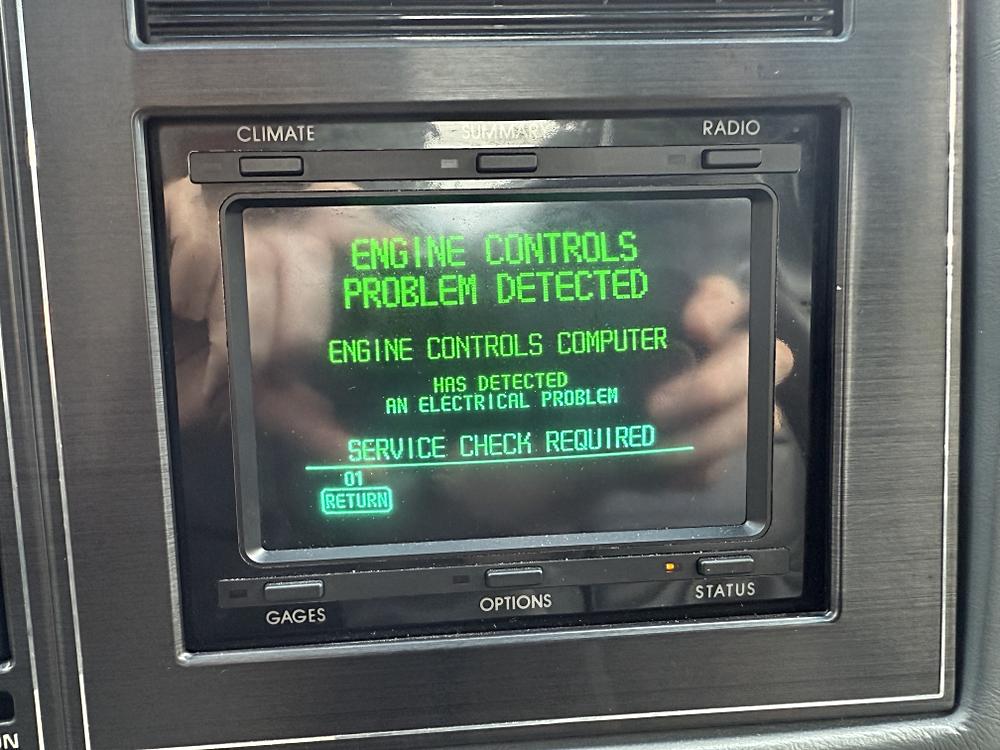 CLIMATE
SUMMARY
RADIO
ENGINE CONTROLS
PROBLEM DETECTED
ENGINE CONTROLS COMPUTER
HAS DETECTED
AN ELECTRICAL PROBLEM
SERVICE CHECK REQUIRED
01
RETURN
GAGES
OPTIONS
STATUS